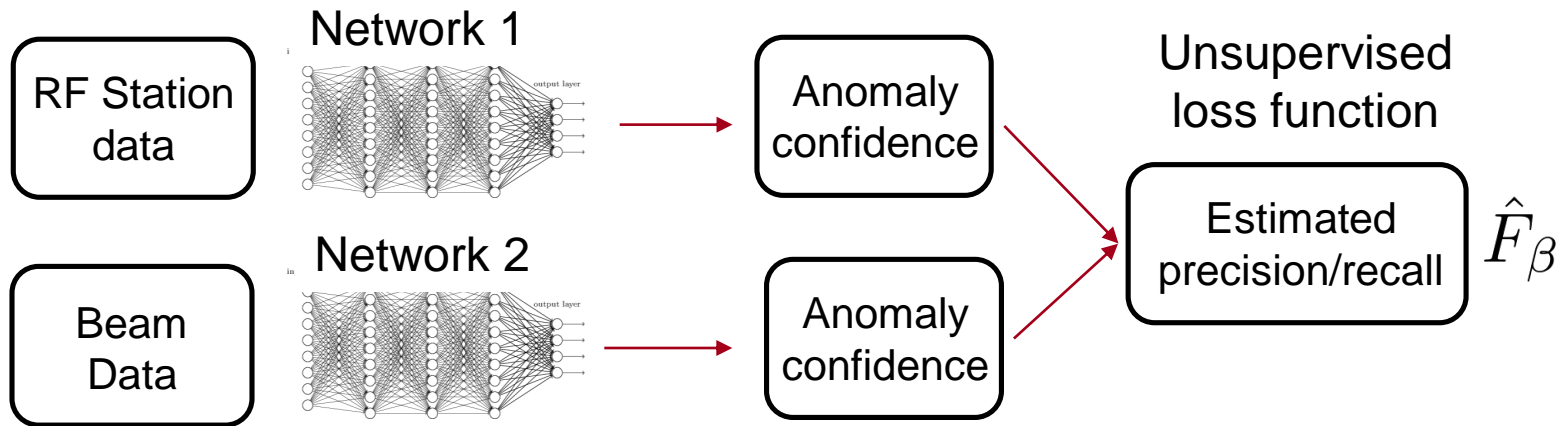 Network 1
i
RF Station
data
output layer
Anomaly
confidence
Unsupervised
loss function
Estimated
precision/recall
F̂β
Network 2
in
Beam
Data
output layer
Anomaly
confidence